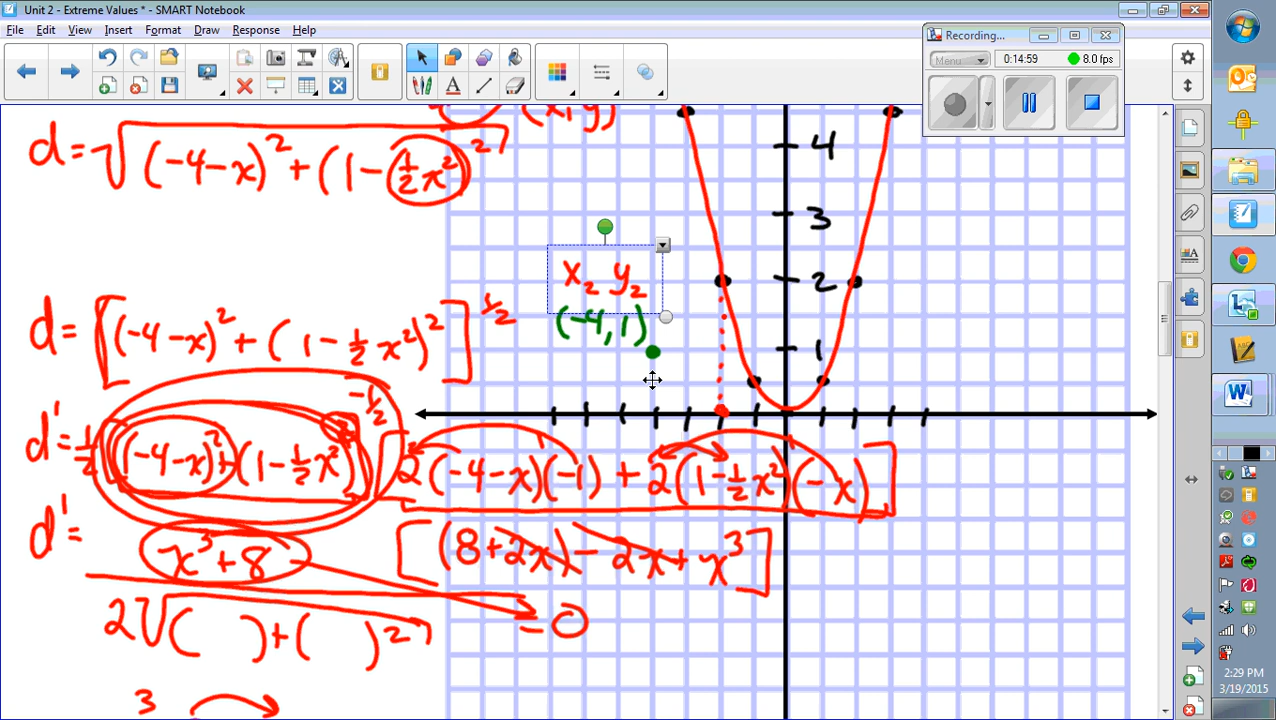 Unit 2 - Extreme Values * - SMART Notebook
File Edit View Insert Format Draw Response Help
Recording...
Menu 0:14:59 8.0 fps
(x,y)
d=√(-4-x)²+(1-½x²)²
4
3
2
1
x₂ y₂
(-4,1)
d=[(-4-x)²+(1-½x²)²]^½
d'=½((-4-x)²+(1-½x²)²)^-½[2(-4-x)(-1)+2(1-½x²)(-x)]
d'= x³+8 [(8+2x)-2x+x³]
2√( )+( )² =0
3
2:29 PM
3/19/2015